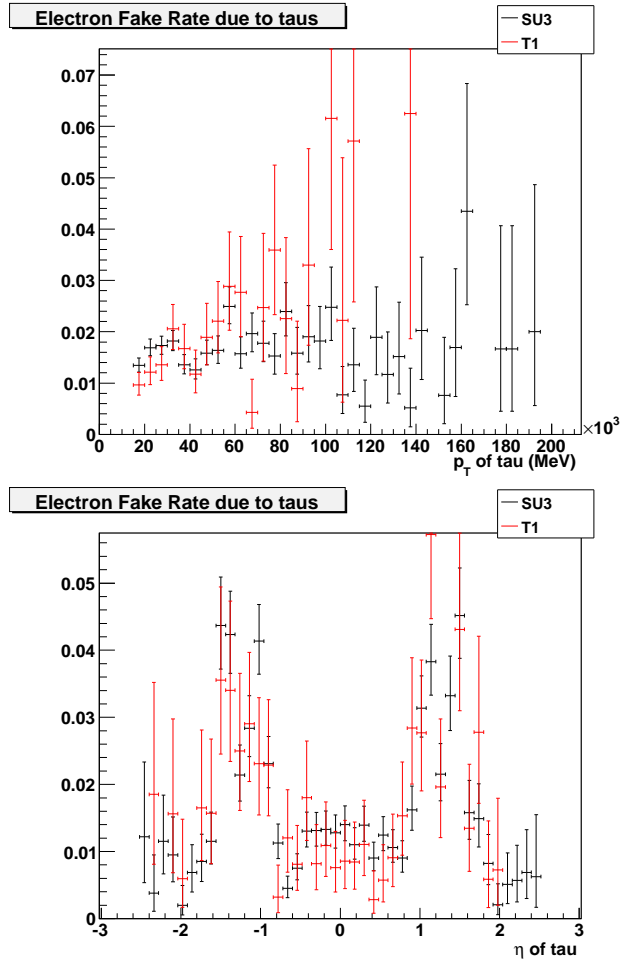 Electron Fake Rate due to taus
SU3
T1
0.07
0.06
0.05
0.04
0.03
0.02
0.01
0
20 40 60 80 100 120 140 160 180 200
×10³
p_T of tau (MeV)
Electron Fake Rate due to taus
SU3
T1
0.05
0.04
0.03
0.02
0.01
0
-3 -2 -1 0 1 2 3
η of tau